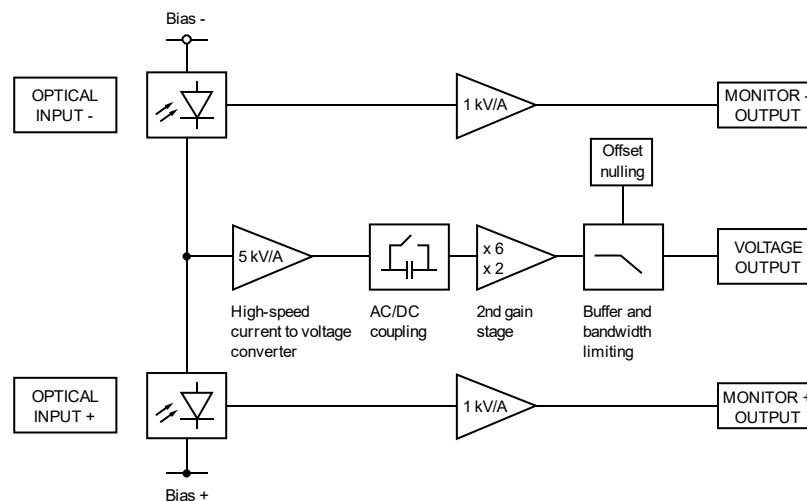 Bias -
OPTICAL
INPUT -
1 kV/A
MONITOR -
OUTPUT
Offset
nulling
5 kV/A
x 6
x 2
VOLTAGE
OUTPUT
High-speed
current to voltage
converter
AC/DC
coupling
2nd gain
stage
Buffer and
bandwidth
limiting
OPTICAL
INPUT +
1 kV/A
MONITOR +
OUTPUT
Bias +